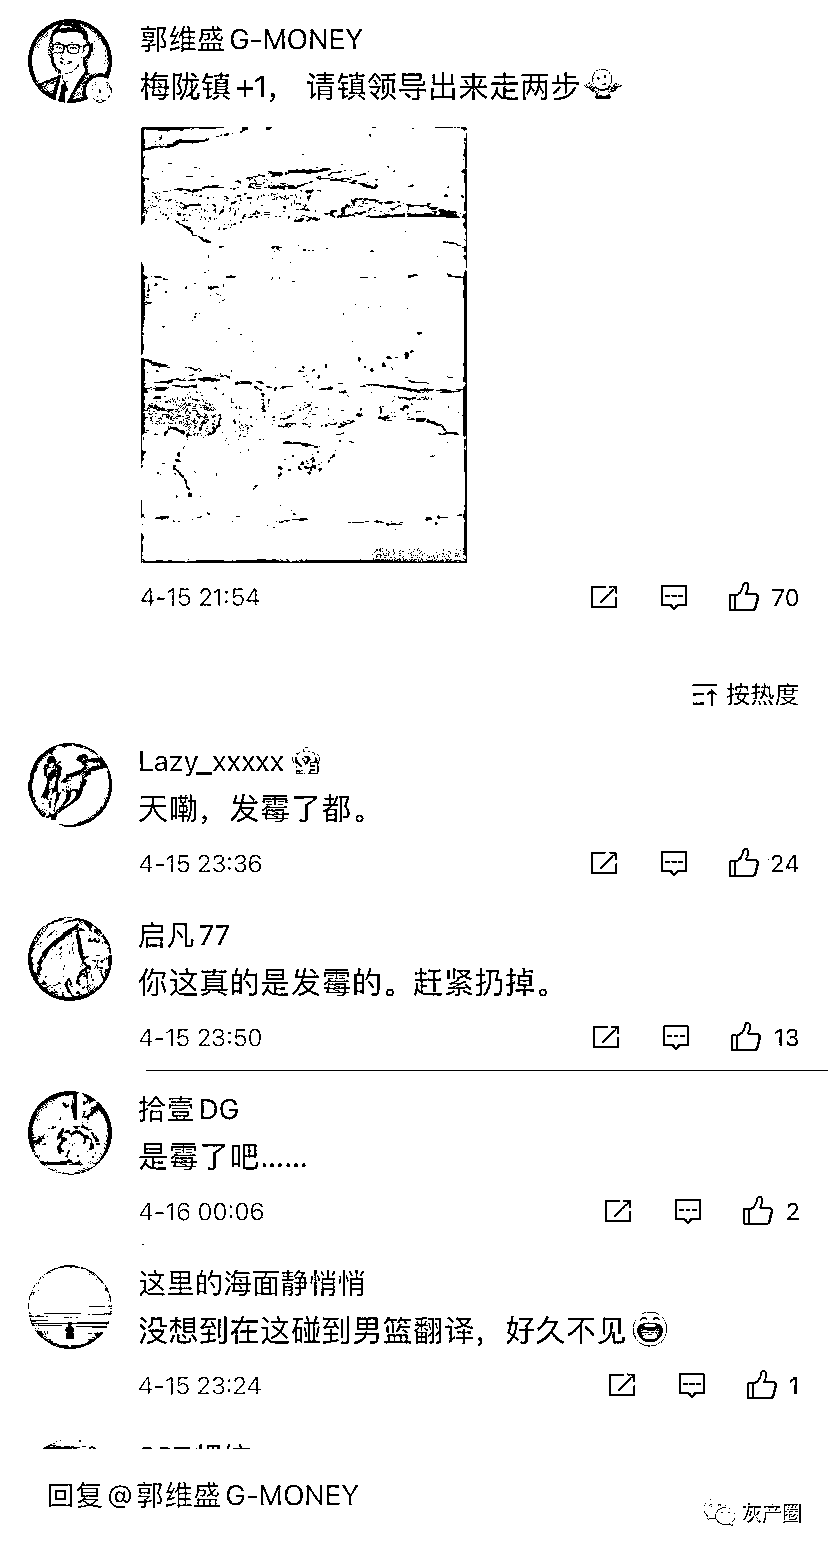 郭维盛G-MONEY
梅陇镇+1， 请镇领导出来走两步
4-15 21:54
70
按热度
Lazy_xxxxx
天嘞，发霉了都。
4-15 23:36
24
启凡77
你这真的是发霉的。赶紧扔掉。
4-15 23:50
13
拾壹DG
是霉了吧……
4-16 00:06
2
这里的海面静悄悄
没想到在这碰到男篮翻译，好久不见
4-15 23:24
1
回复@郭维盛G-MONEY
灰产圈